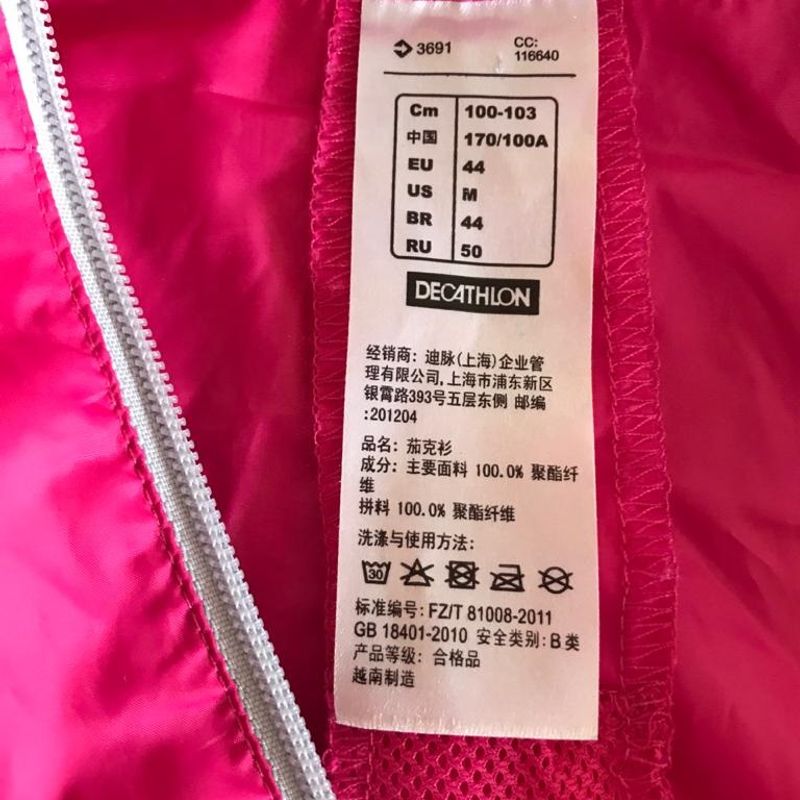 3691 CC:
116640
Cm 100-103
中国 170/100A
EU 44
US M
BR 44
RU 50
DECATHLON
经销商: 迪脉(上海)企业管
理有限公司,上海市浦东新区
银霄路393号五层东侧 邮编
:201204
品名: 茄克衫
成分: 主要面料 100.0% 聚酯纤
维
拼料 100.0% 聚酯纤维
洗涤与使用方法:
30
标准编号: FZ/T 81008-2011
GB 18401-2010 安全类别: B 类
产品等级: 合格品
越南制造